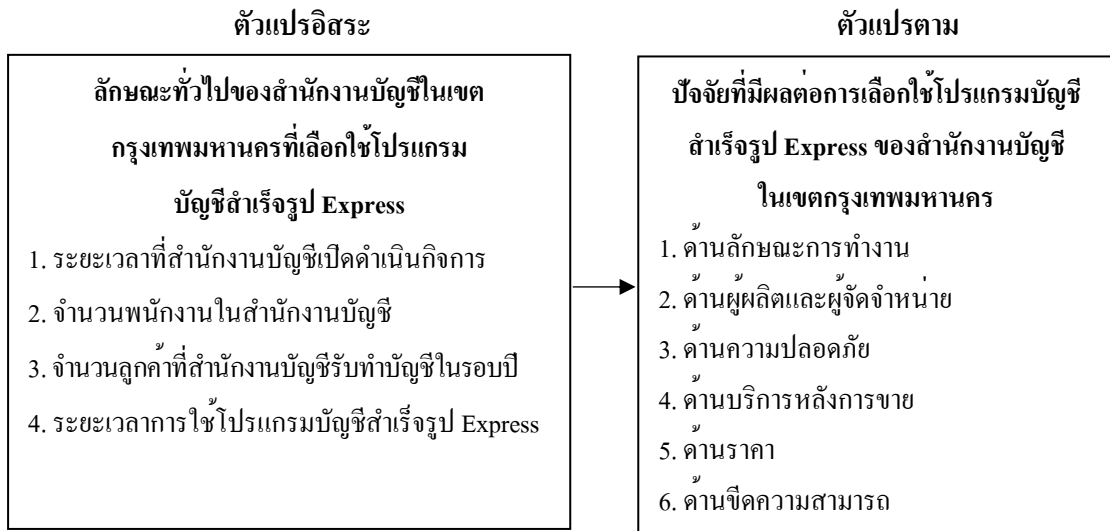 ตัวแปรอิสระ
ลักษณะทั่วไปของสำนักงานบัญชีในเขต
กรุงเทพมหานครที่เลือกใช้โปรแกรม
บัญชีสำเร็จรูป Express
1. ระยะเวลาที่สำนักงานบัญชีเปิดดำเนินกิจการ
2. จำนวนพนักงานในสำนักงานบัญชี
3. จำนวนลูกค้าที่สำนักงานบัญชีรับทำบัญชีในรอบปี
4. ระยะเวลาการใช้โปรแกรมบัญชีสำเร็จรูป Express
ตัวแปรตาม
ปัจจัยที่มีผลต่อการเลือกใช้โปรแกรมบัญชี
สำเร็จรูป Express ของสำนักงานบัญชี
ในเขตกรุงเทพมหานคร
1. ด้านลักษณะการทำงาน
2. ด้านผู้ผลิตและผู้จัดจำหน่าย
3. ด้านความปลอดภัย
4. ด้านบริการหลังการขาย
5. ด้านราคา
6. ด้านขีดความสามารถ